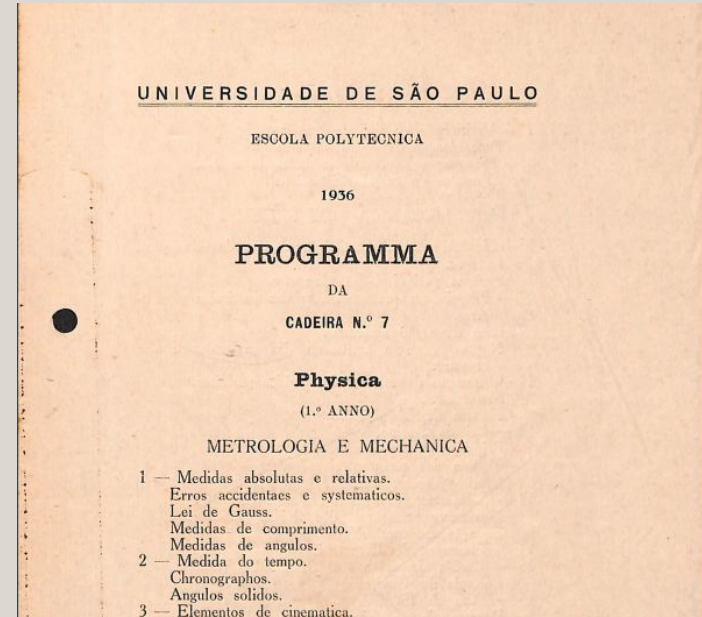 UNIVERSIDADE DE SÃO PAULO
ESCOLA POLYTECNICA
1936
PROGRAMMA
DA
CADEIRA N.º 7
Physica
(1.º ANNO)
METROLOGIA E MECHANICA
1 — Medidas absolutas e relativas.
Erros accidentaes e systematicos.
Lei de Gauss.
Medidas de comprimento.
Medidas de angulos.
2 — Medida do tempo.
Chronographos.
Angulos solidos.
3 — Elementos de cinematica.